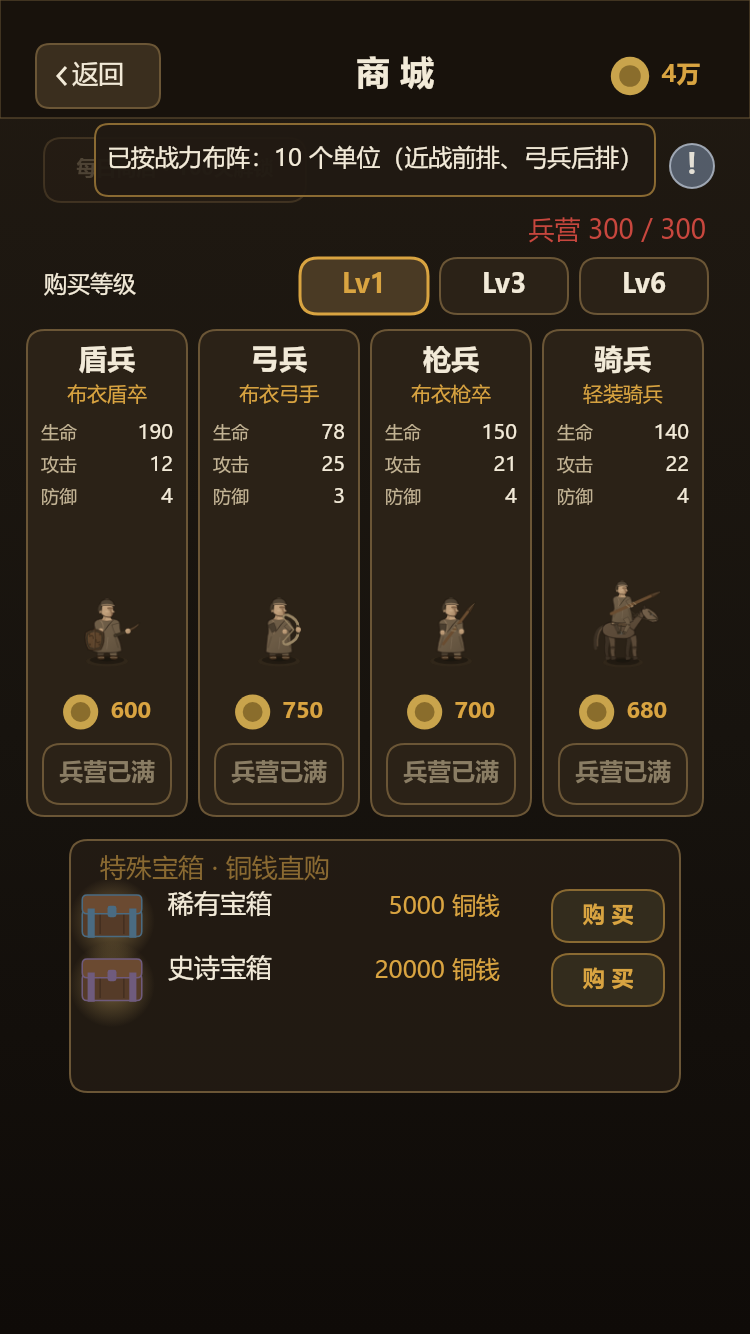 ‹返回
商 城
4万
已按战力布阵：10 个单位（近战前排、弓兵后排）
!
每
兵营 300 / 300
购买等级
Lv1
Lv3
Lv6
盾兵
布衣盾卒
生命 190
攻击 12
防御 4
600
兵营已满
弓兵
布衣弓手
生命 78
攻击 25
防御 3
750
兵营已满
枪兵
布衣枪卒
生命 150
攻击 21
防御 4
700
兵营已满
骑兵
轻装骑兵
生命 140
攻击 22
防御 4
680
兵营已满
特殊宝箱 · 铜钱直购
稀有宝箱 5000 铜钱 购 买
史诗宝箱 20000 铜钱 购 买